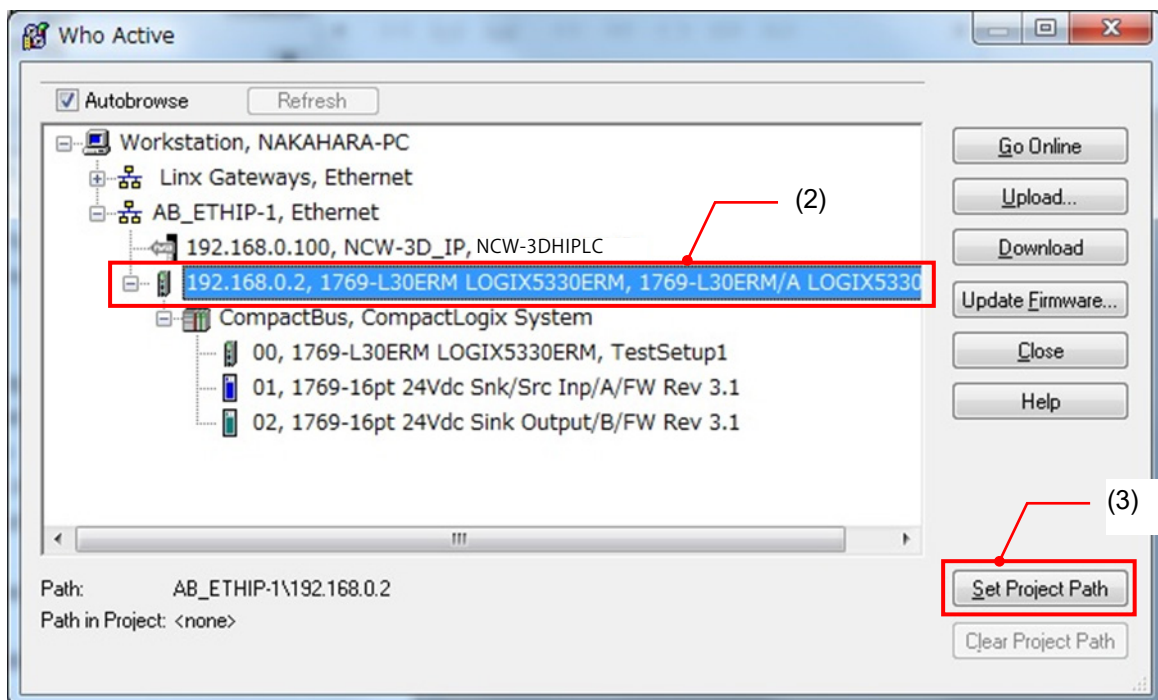 Who Active
Autobrowse
Refresh
Workstation, NAKAHARA-PC
Linx Gateways, Ethernet
AB_ETHIP-1, Ethernet
192.168.0.100, NCW-3D_IP, NCW-3DHIPLC
192.168.0.2, 1769-L30ERM LOGIX5330ERM, 1769-L30ERM/A LOGIX5330
CompactBus, CompactLogix System
00, 1769-L30ERM LOGIX5330ERM, TestSetup1
01, 1769-16pt 24Vdc Snk/Src Inp/A/FW Rev 3.1
02, 1769-16pt 24Vdc Sink Output/B/FW Rev 3.1
(2)
Go Online
Upload...
Download
Update Firmware...
Close
Help
(3)
Path: AB_ETHIP-1\192.168.0.2
Path in Project: <none>
Set Project Path
Clear Project Path